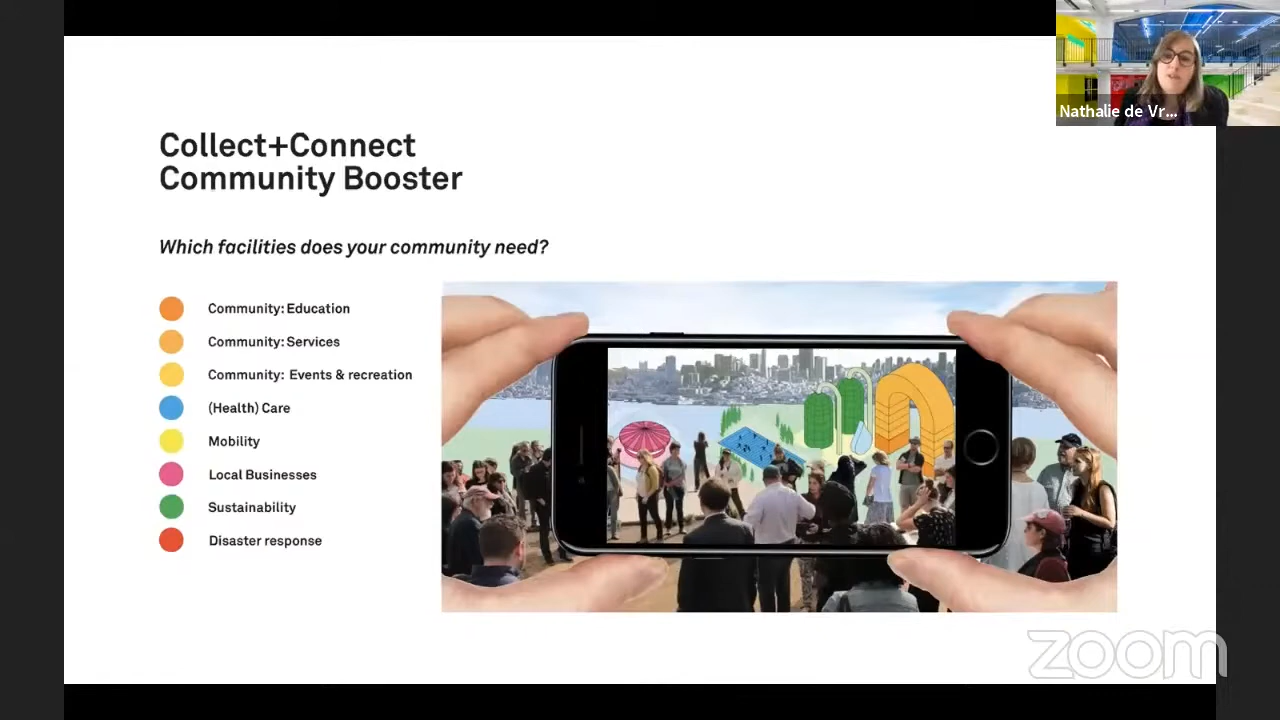 Nathalie de Vr...
Collect+Connect
Community Booster
Which facilities does your community need?
Community: Education
Community: Services
Community: Events & recreation
(Health) Care
Mobility
Local Businesses
Sustainability
Disaster response
zoom